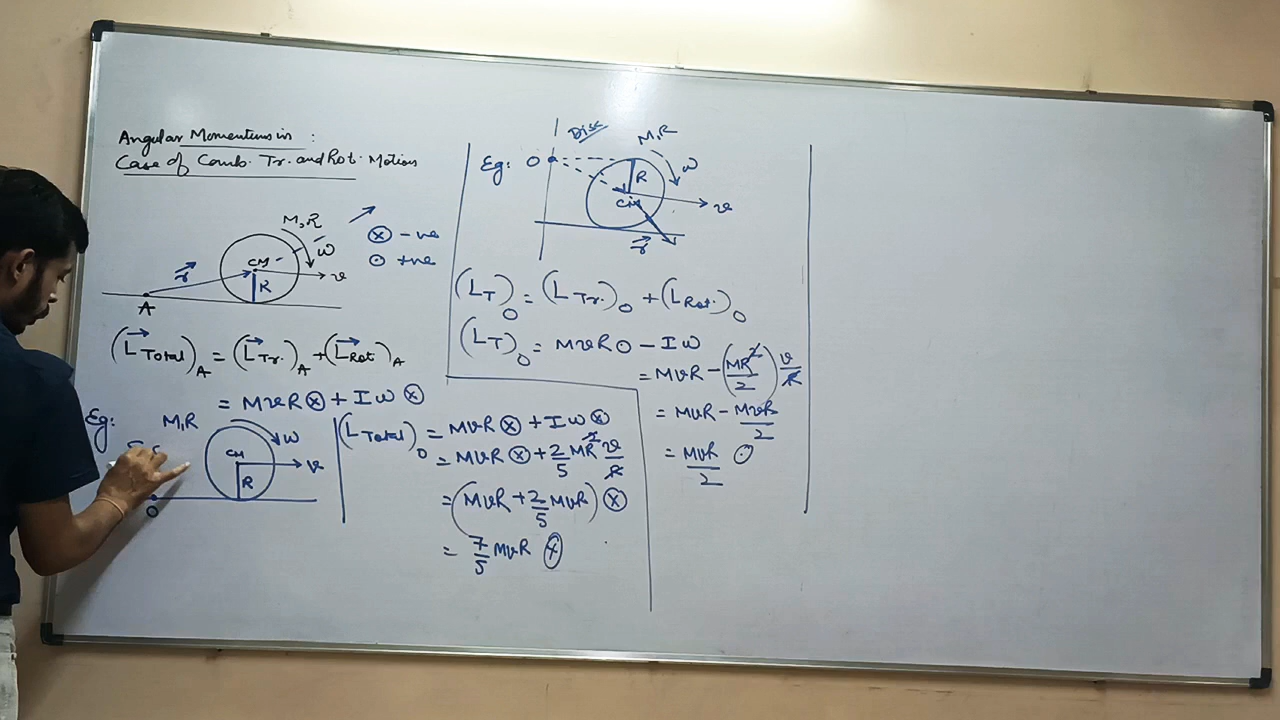 Angular Momentum in :
Case of Comb. Tr. and Rot. Motion
M,R
ω
⊗ - ve
⊙ +ve
CM
v
r⃗
R
A
(L⃗Total)A = (L⃗Tr.)A + (L⃗Rot)A
= MvR⊗ + Iω⊗
Eg:
M,R
ω
CM
v
R
O
(LTotal)O = MvR⊗ + Iω⊗
= MvR⊗ + 2/5 MR² v/R
= (MvR + 2/5 MvR)⊗
= 7/5 MvR ⊗
Disc
M,R
Eg: O
ω
R
CM
v
r⃗
(LT)O = (LTr.)O + (LRot.)O
(LT)O = MvR⊙ - Iω
= MvR - (MR²/2) v/R
= MvR - MvR/2
= MvR/2 ⊙